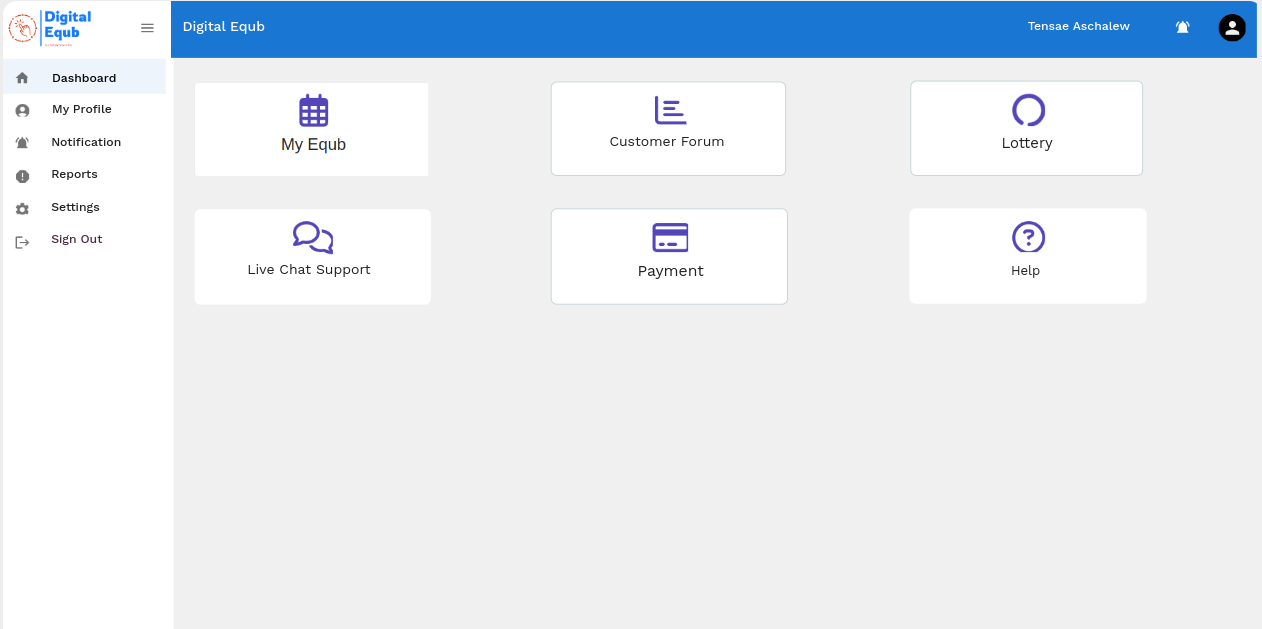 Digital
Equb
Digital Equb
Tensae Aschalew
Dashboard
My Profile
Notification
Reports
Settings
Sign Out
My Equb
Customer Forum
Lottery
Live Chat Support
Payment
Help